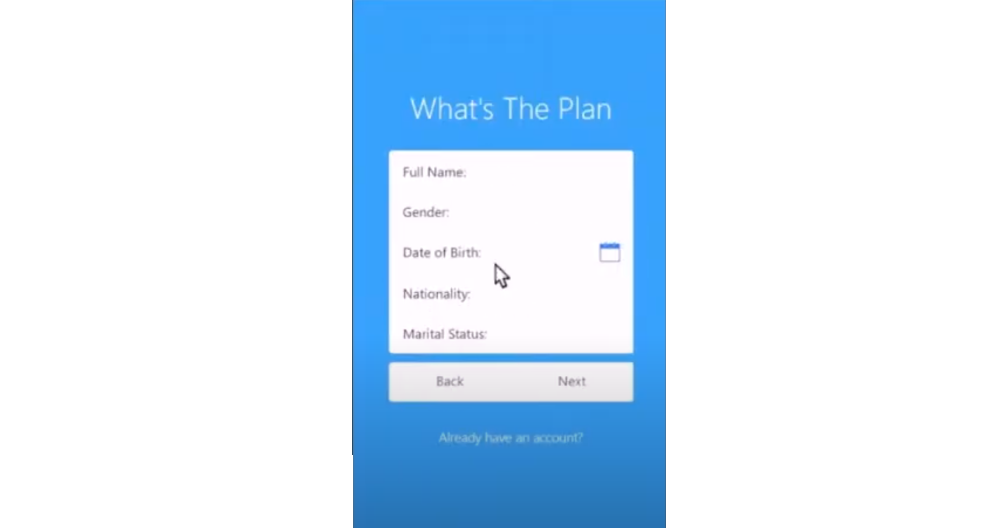 What's The Plan
Full Name:
Gender:
Date of Birth:
Nationality:
Marital Status:
Back Next
Already have an account?